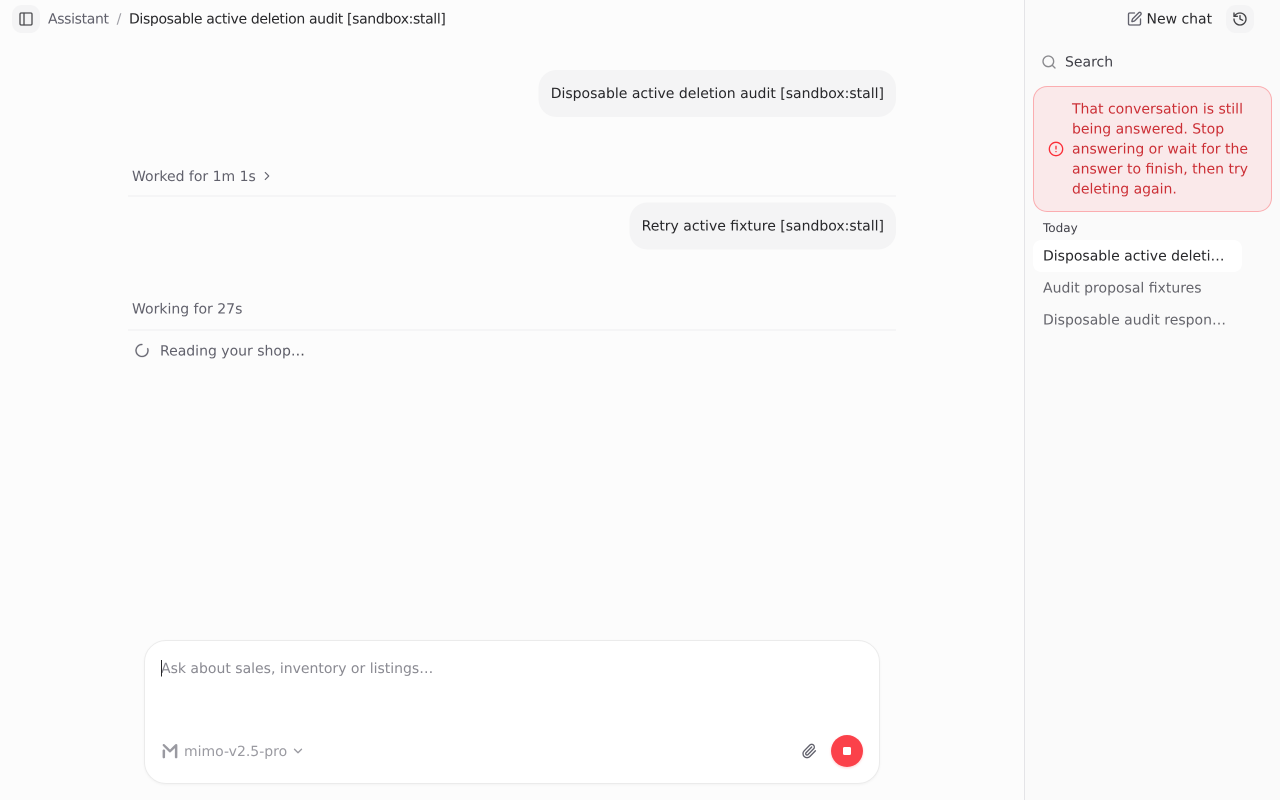 Assistant / Disposable active deletion audit [sandbox:stall]
New chat
Disposable active deletion audit [sandbox:stall]
Worked for 1m 1s
Retry active fixture [sandbox:stall]
Working for 27s
Reading your shop...
Ask about sales, inventory or listings...
mimo-v2.5-pro
Search
That conversation is still
being answered. Stop
answering or wait for the
answer to finish, then try
deleting again.
Today
Disposable active deleti...
Audit proposal fixtures
Disposable audit respon...